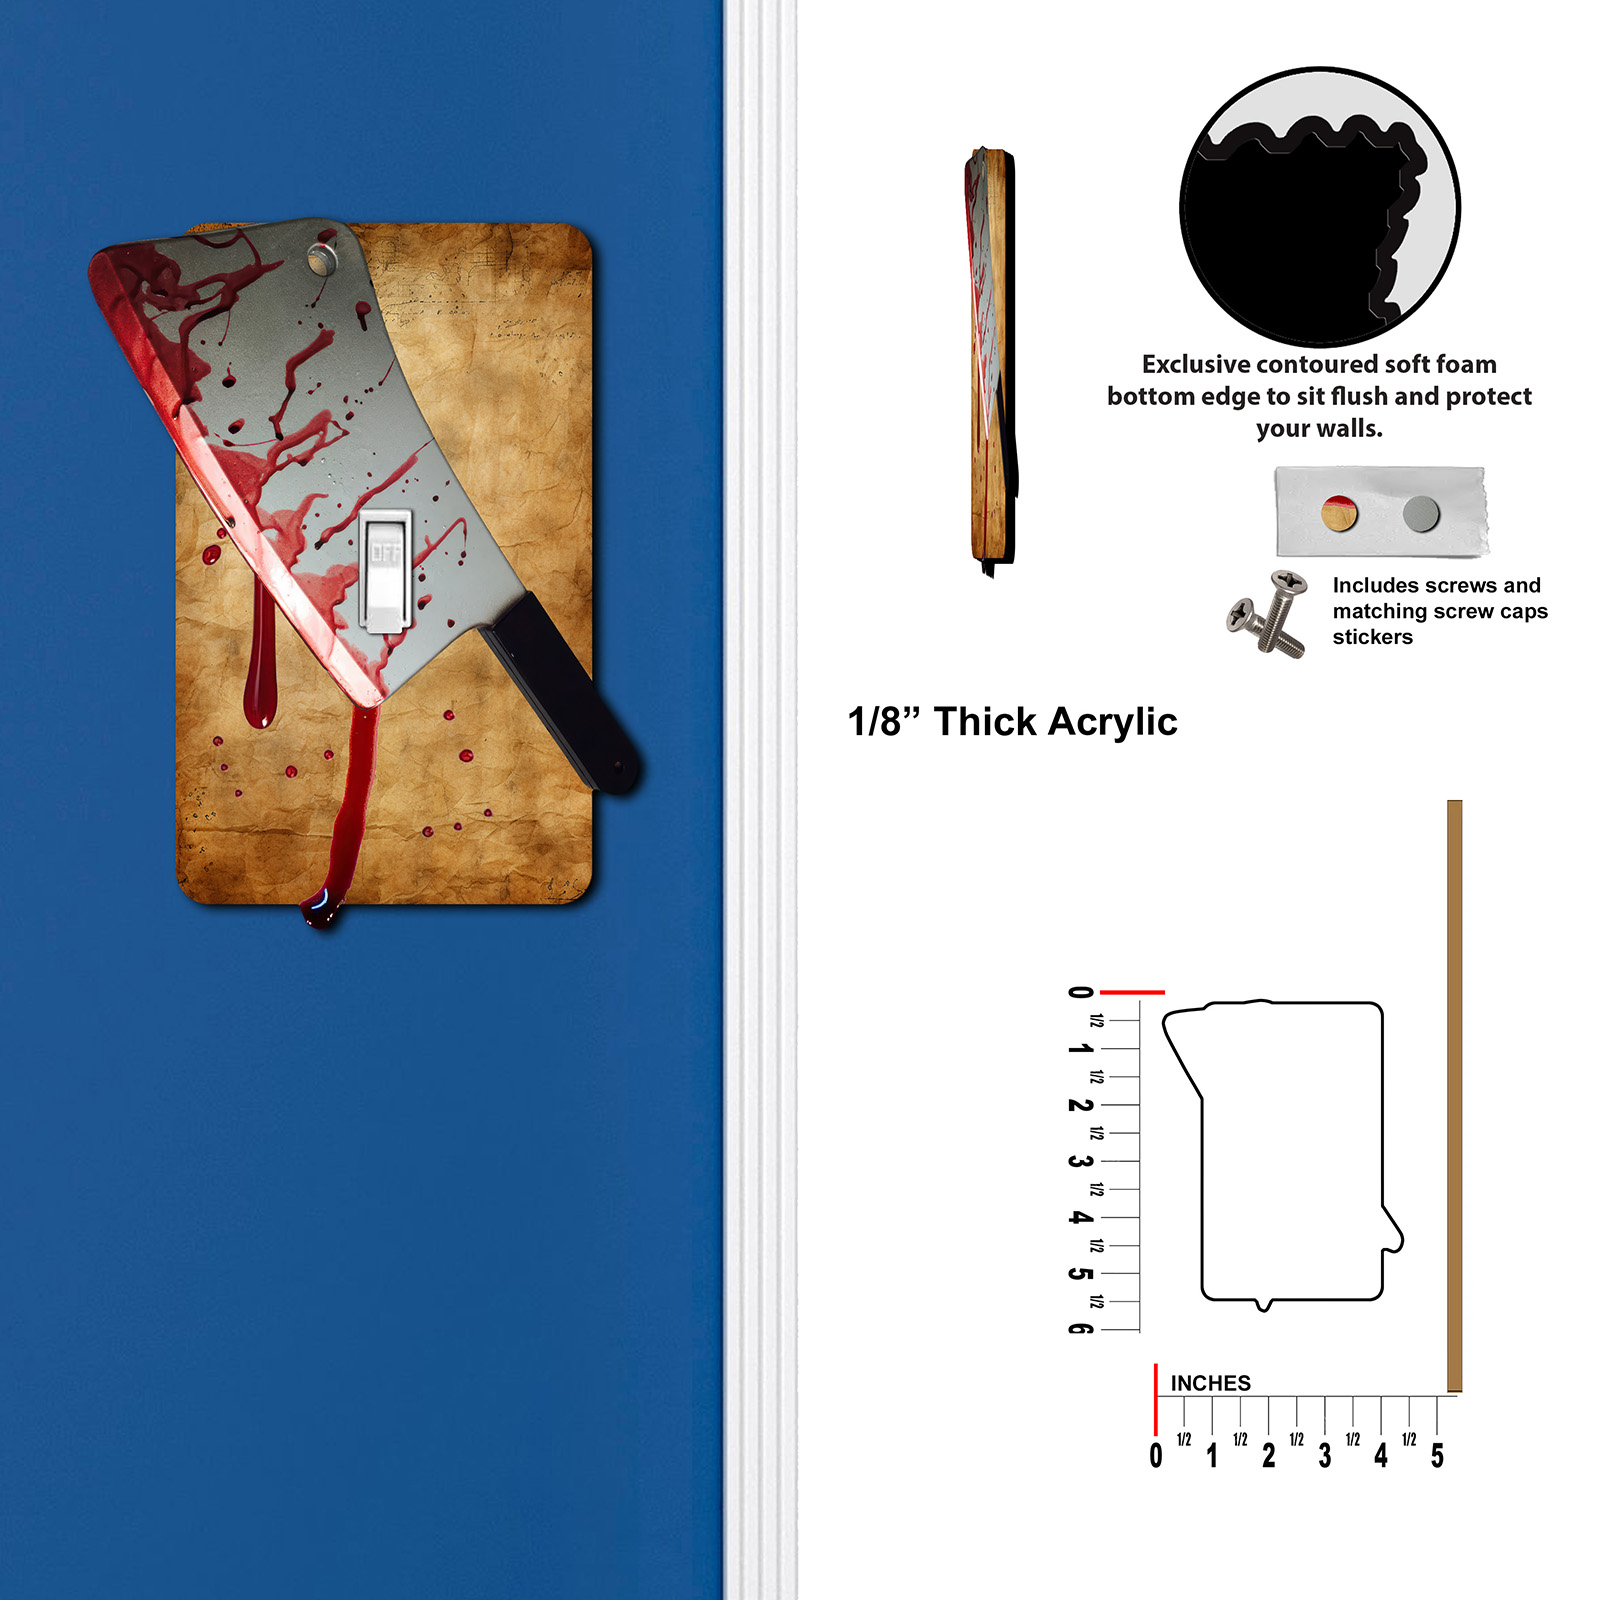 OFF
Exclusive contoured soft foam
bottom edge to sit flush and protect
your walls.
Includes screws and
matching screw caps
stickers
1/8” Thick Acrylic
0
1/2
1
1/2
2
1/2
3
1/2
4
1/2
5
1/2
6
INCHES
0 1/2 1 1/2 2 1/2 3 1/2 4 1/2 5